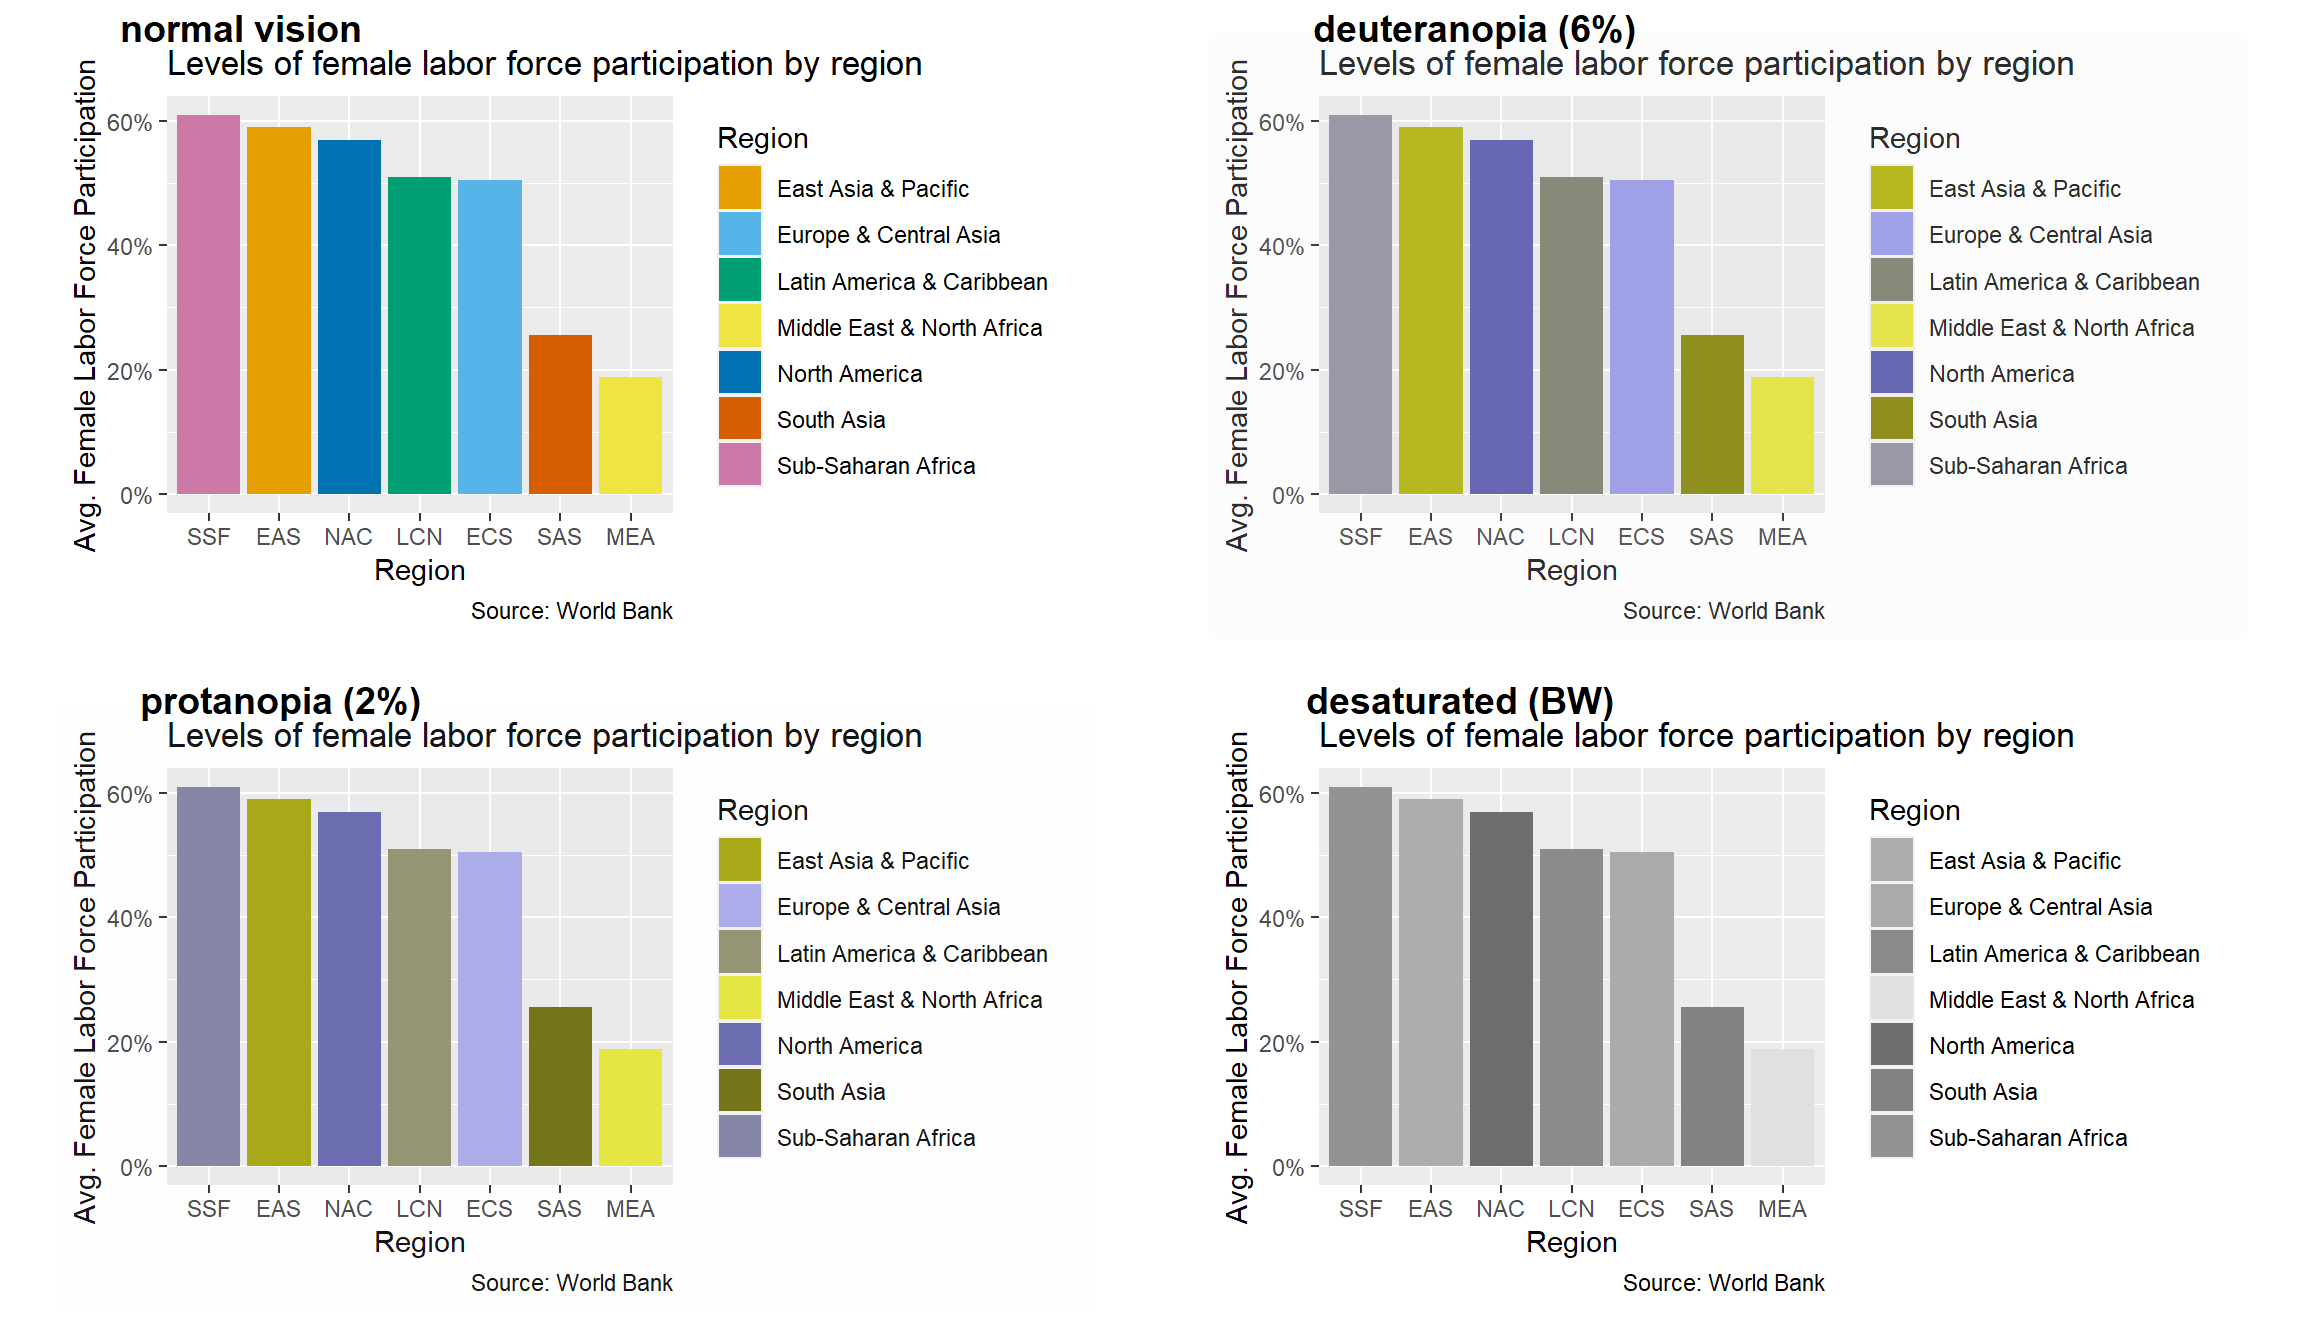 normal vision
Levels of female labor force participation by region
Avg. Female Labor Force Participation
60%
40%
20%
0%
SSF EAS NAC LCN ECS SAS MEA
Region
Source: World Bank
Region
East Asia & Pacific
Europe & Central Asia
Latin America & Caribbean
Middle East & North Africa
North America
South Asia
Sub-Saharan Africa
deuteranopia (6%)
Levels of female labor force participation by region
Avg. Female Labor Force Participation
60%
40%
20%
0%
SSF EAS NAC LCN ECS SAS MEA
Region
Source: World Bank
Region
East Asia & Pacific
Europe & Central Asia
Latin America & Caribbean
Middle East & North Africa
North America
South Asia
Sub-Saharan Africa
protanopia (2%)
Levels of female labor force participation by region
Avg. Female Labor Force Participation
60%
40%
20%
0%
SSF EAS NAC LCN ECS SAS MEA
Region
Source: World Bank
Region
East Asia & Pacific
Europe & Central Asia
Latin America & Caribbean
Middle East & North Africa
North America
South Asia
Sub-Saharan Africa
desaturated (BW)
Levels of female labor force participation by region
Avg. Female Labor Force Participation
60%
40%
20%
0%
SSF EAS NAC LCN ECS SAS MEA
Region
Source: World Bank
Region
East Asia & Pacific
Europe & Central Asia
Latin America & Caribbean
Middle East & North Africa
North America
South Asia
Sub-Saharan Africa